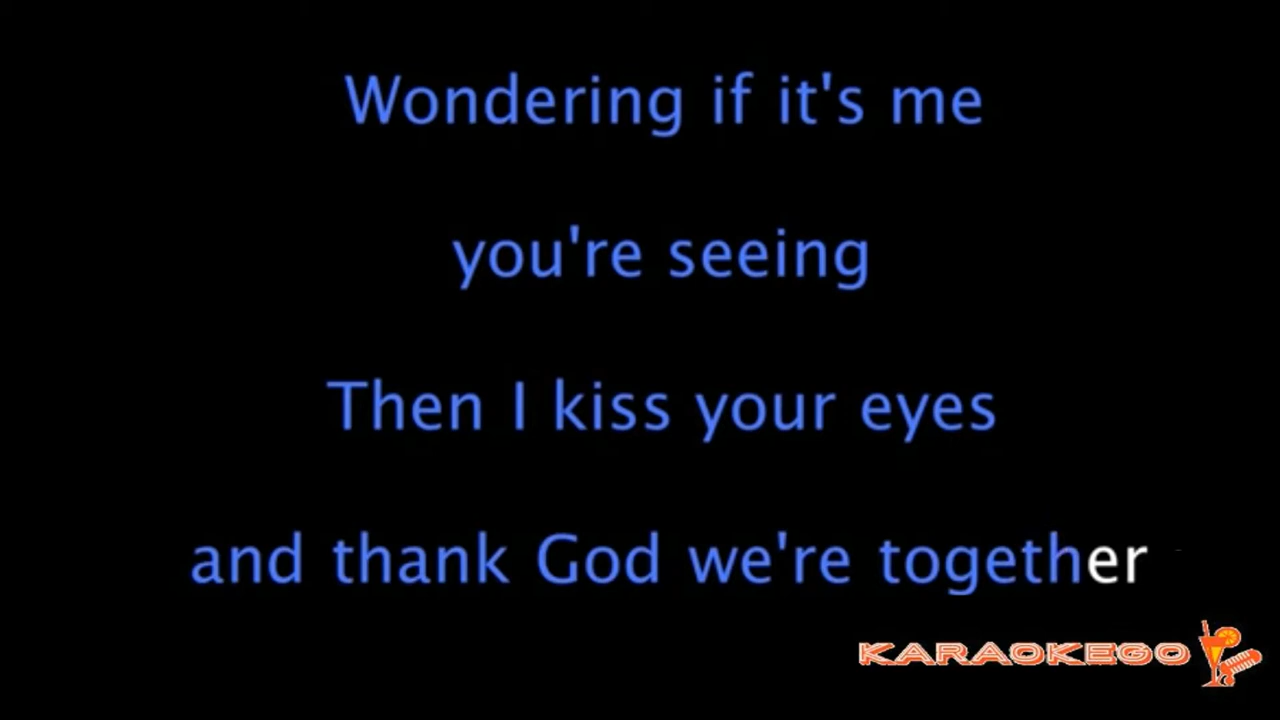 Wondering if it's me
you're seeing
Then I kiss your eyes
and thank God we're together
KARAOKEGO